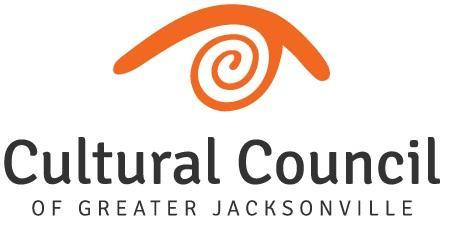 Cultural Council
OF GREATER JACKSONVILLE